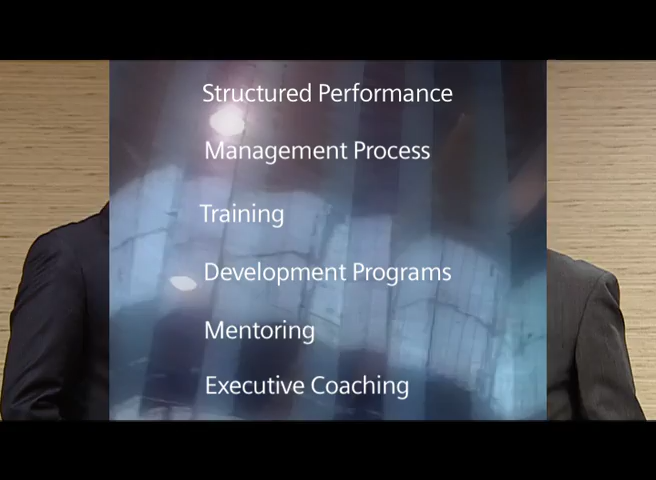 Structured Performance
Management Process
Training
Development Programs
Mentoring
Executive Coaching